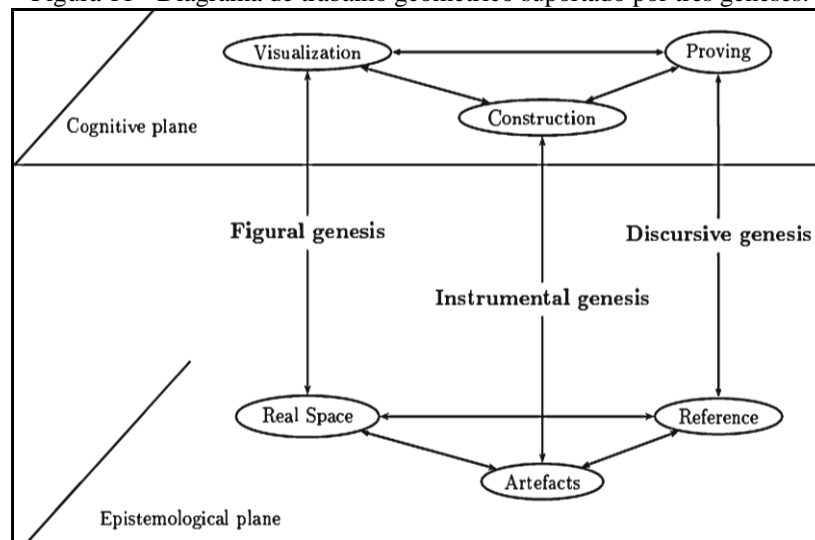 Figura 11 - Diagrama de trabalho geométrico suportado por três gêneses.
Visualization
Proving
Construction
Cognitive plane
Figural genesis
Discursive genesis
Instrumental genesis
Real Space
Reference
Artefacts
Epistemological plane